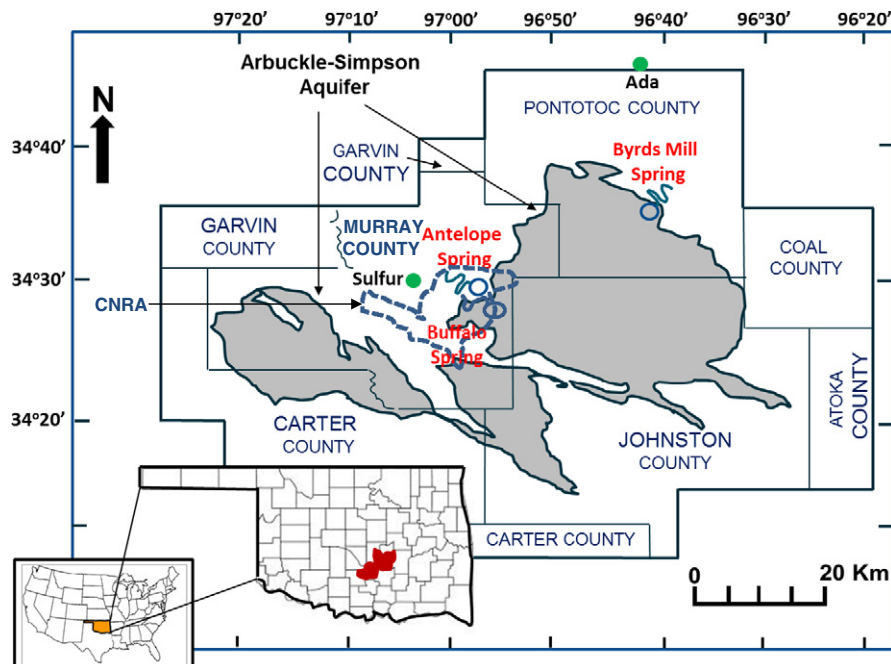 97°20' 97°10' 97°00' 96°50' 96°40' 96°30' 96°20'
Arbuckle-Simpson
Aquifer
Ada
PONTOTOC COUNTY
N
34°40'
GARVIN
COUNTY
Byrds Mill
Spring
GARVIN
COUNTY
MURRAY
COUNTY
Antelope
Spring
COAL
COUNTY
34°30'
Sulfur
CNRA
Buffalo
Spring
34°20'
CARTER
COUNTY
JOHNSTON
COUNTY
ATOKA
COUNTY
CARTER COUNTY
0 20 Km